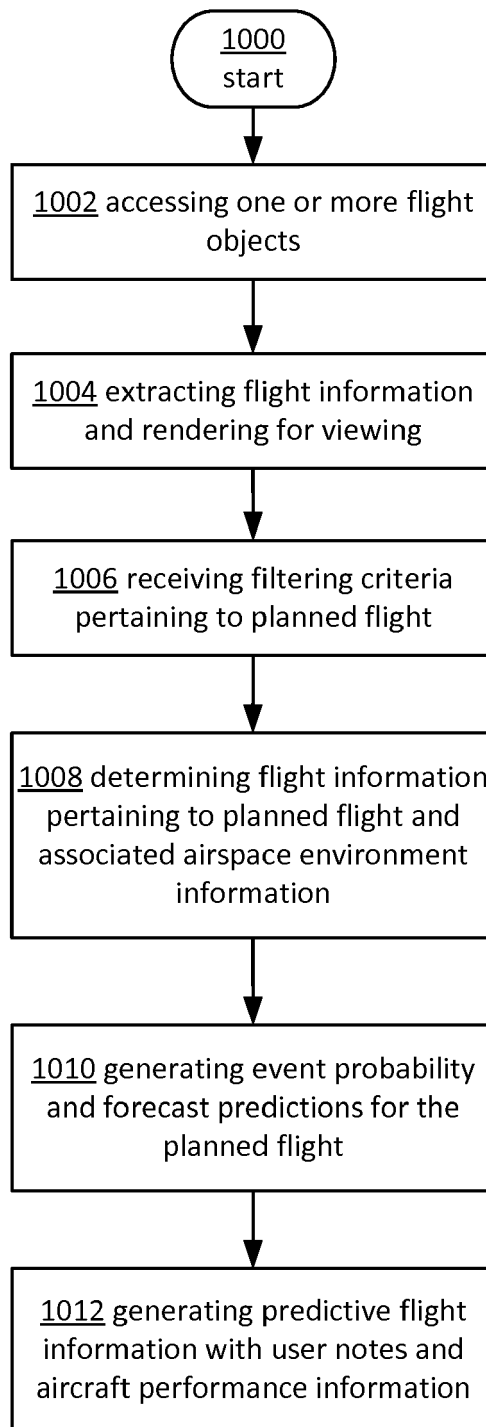 1000
start
1002 accessing one or more flight
objects
1004 extracting flight information
and rendering for viewing
1006 receiving filtering criteria
pertaining to planned flight
1008 determining flight information
pertaining to planned flight and
associated airspace environment
information
1010 generating event probability
and forecast predictions for the
planned flight
1012 generating predictive flight
information with user notes and
aircraft performance information